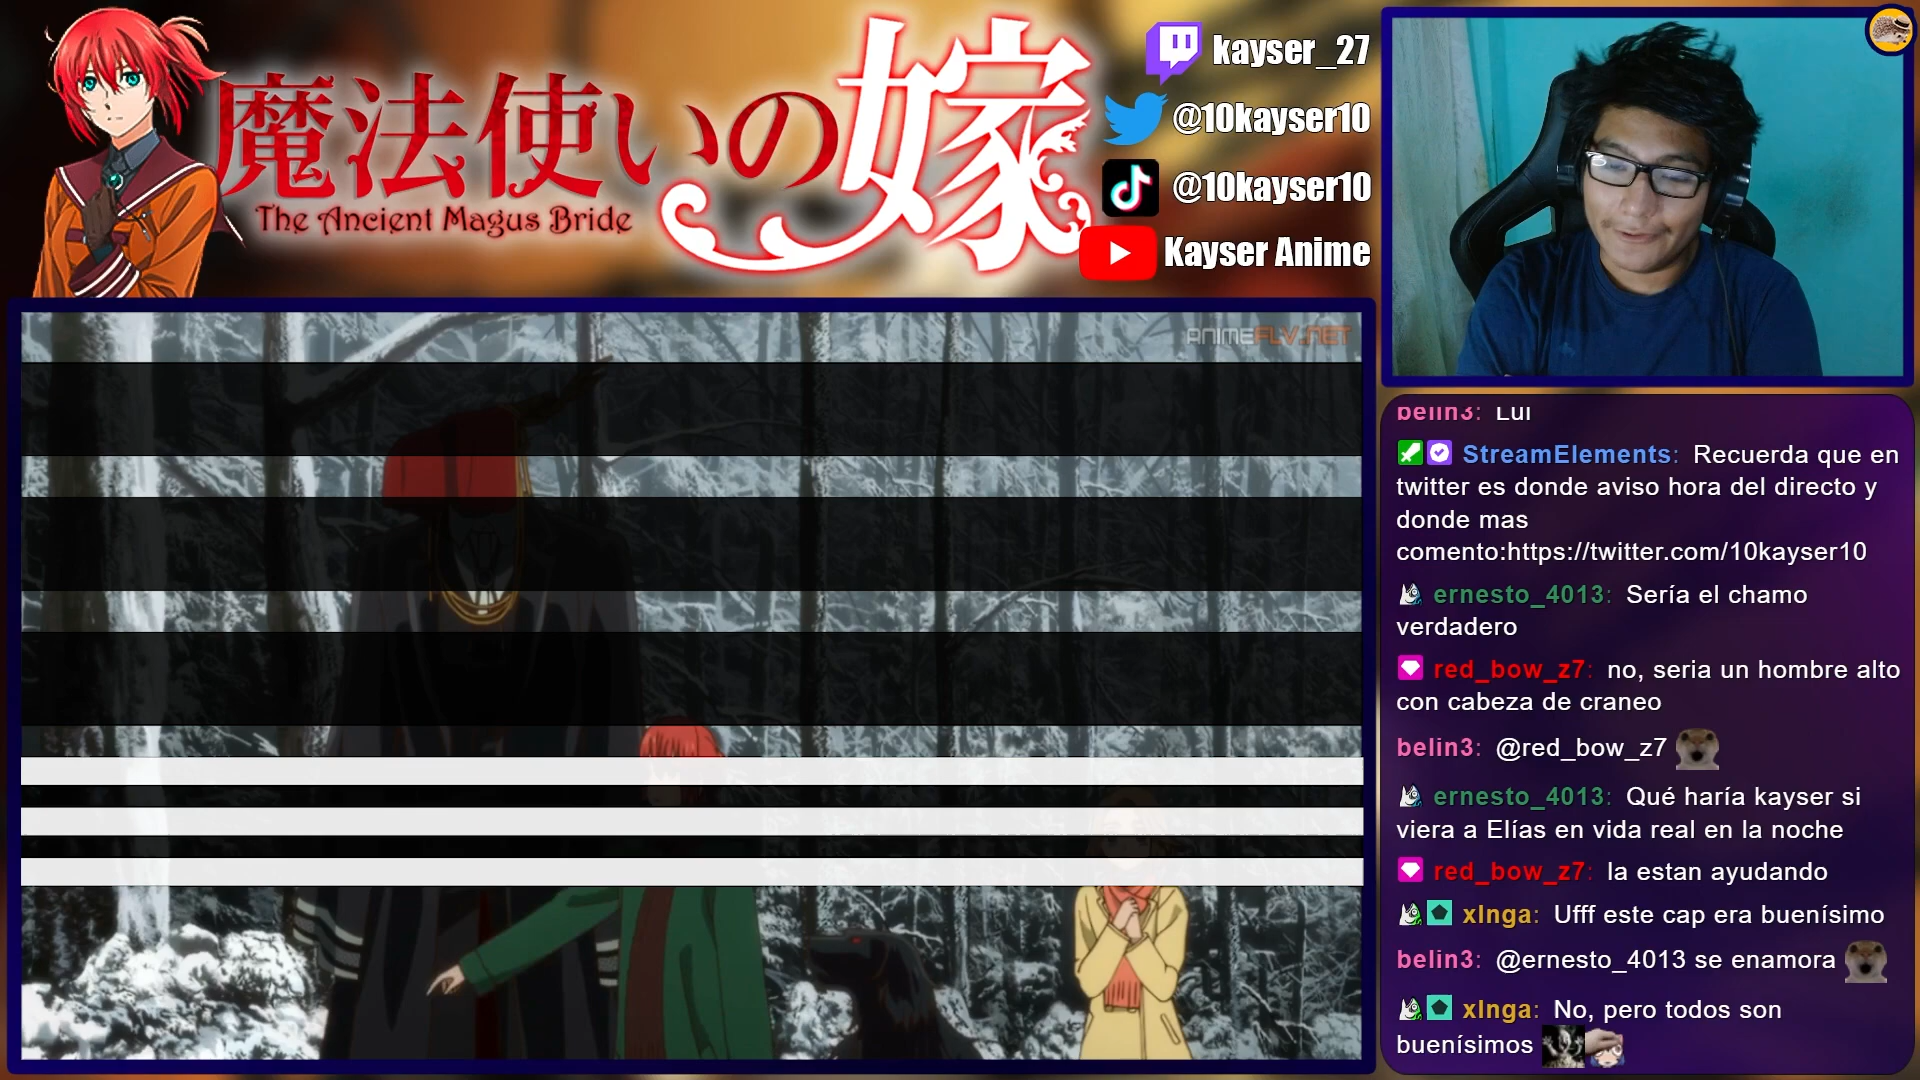 魔法使いの嫁
The Ancient Magus Bride
kayser_27
@10kayser10
@10kayser10
Kayser Anime
ANIMEFLV.NET
belin3: Lui
StreamElements: Recuerda que en
twitter es donde aviso hora del directo y
donde mas
comento:https://twitter.com/10kayser10
ernesto_4013: Sería el chamo
verdadero
red_bow_z7: no, seria un hombre alto
con cabeza de craneo
belin3: @red_bow_z7
ernesto_4013: Qué haría kayser si
viera a Elías en vida real en la noche
red_bow_z7: la estan ayudando
xInga: Ufff este cap era buenísimo
belin3: @ernesto_4013 se enamora
xInga: No, pero todos son
buenísimos